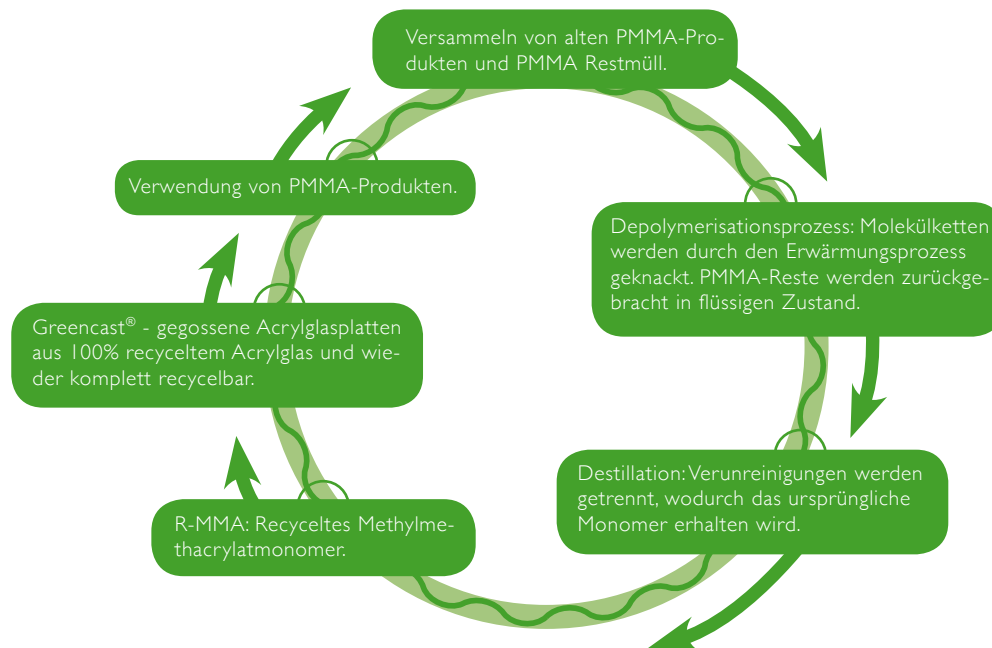 Versammeln von alten PMMA-Pro-
dukten und PMMA Restmüll.
Depolymerisationsprozess: Molekülketten
werden durch den Erwärmungsprozess
geknackt. PMMA-Reste werden zurückge-
bracht in flüssigen Zustand.
Destillation: Verunreinigungen werden
getrennt, wodurch das ursprüngliche
Monomer erhalten wird.
R-MMA: Recyceltes Methylme-
thacrylatmonomer.
Greencast® - gegossene Acrylglasplatten
aus 100% recyceltem Acrylglas und wie-
der komplett recycelbar.
Verwendung von PMMA-Produkten.